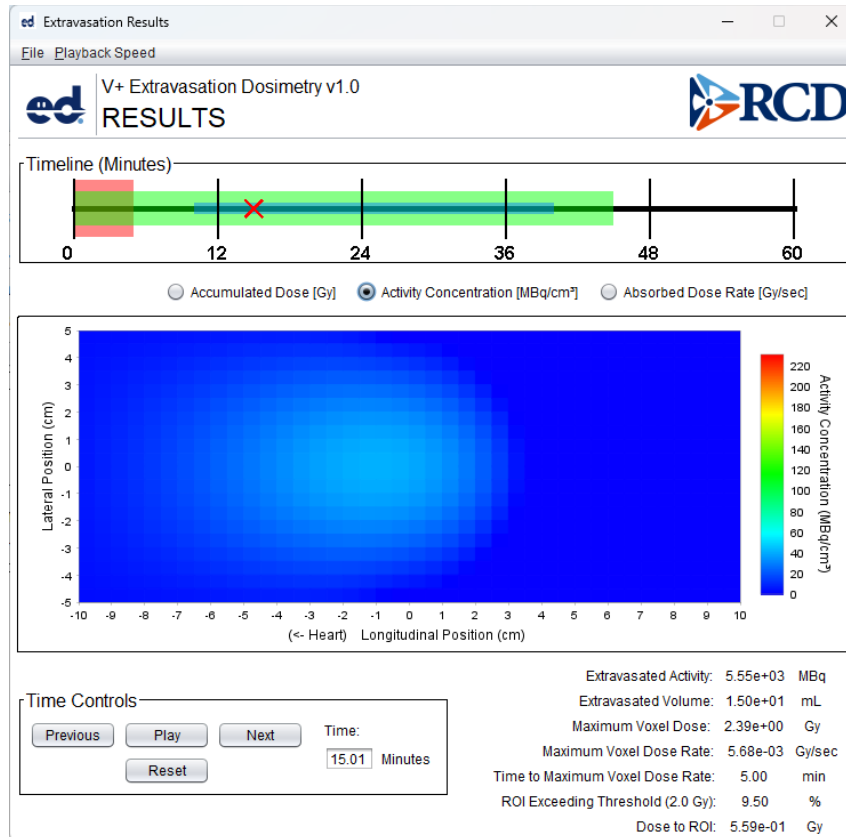 ed Extravasation Results
File Playback Speed
ed. V+ Extravasation Dosimetry v1.0
RESULTS
RCD
Timeline (Minutes)
0 12 24 36 48 60
Accumulated Dose [Gy] Activity Concentration [MBq/cm³] Absorbed Dose Rate [Gy/sec]
5
4
3
2
1
0
-1
-2
-3
-4
-5
Lateral Position (cm)
-10 -9 -8 -7 -6 -5 -4 -3 -2 -1 0 1 2 3 4 5 6 7 8 9 10
(<- Heart) Longitudinal Position (cm)
220
200
180
160
140
120
100
80
60
40
20
0
Activity Concentration (MBq/cm³)
Time Controls
Previous Play Next
Reset
Time:
15.01 Minutes
Extravasated Activity: 5.55e+03 MBq
Extravasated Volume: 1.50e+01 mL
Maximum Voxel Dose: 2.39e+00 Gy
Maximum Voxel Dose Rate: 5.68e-03 Gy/sec
Time to Maximum Voxel Dose Rate: 5.00 min
ROI Exceeding Threshold (2.0 Gy): 9.50 %
Dose to ROI: 5.59e-01 Gy